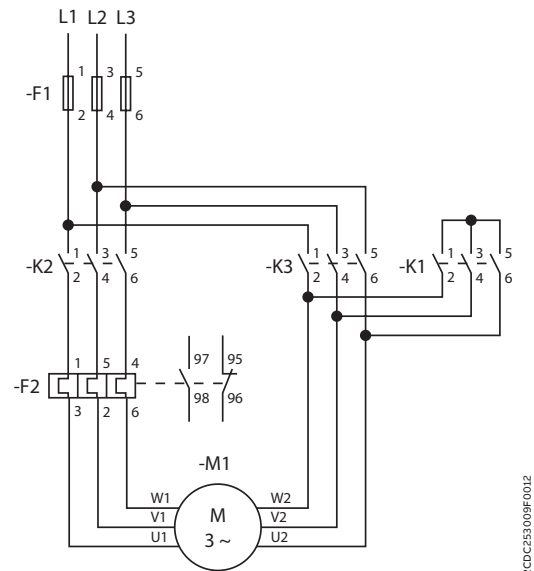 L1 L2 L3
1 3 5
-F1
2 4 6
1 3 5
-K2
2 4 6
1 3 5
-K3
2 4 6
1 3 5
-K1
2 4 6
97 95
98 96
1 5 4
-F2
3 2 6
-M1
W1 W2
V1 M V2
U1 3 ~ U2
2CDC253009F0012